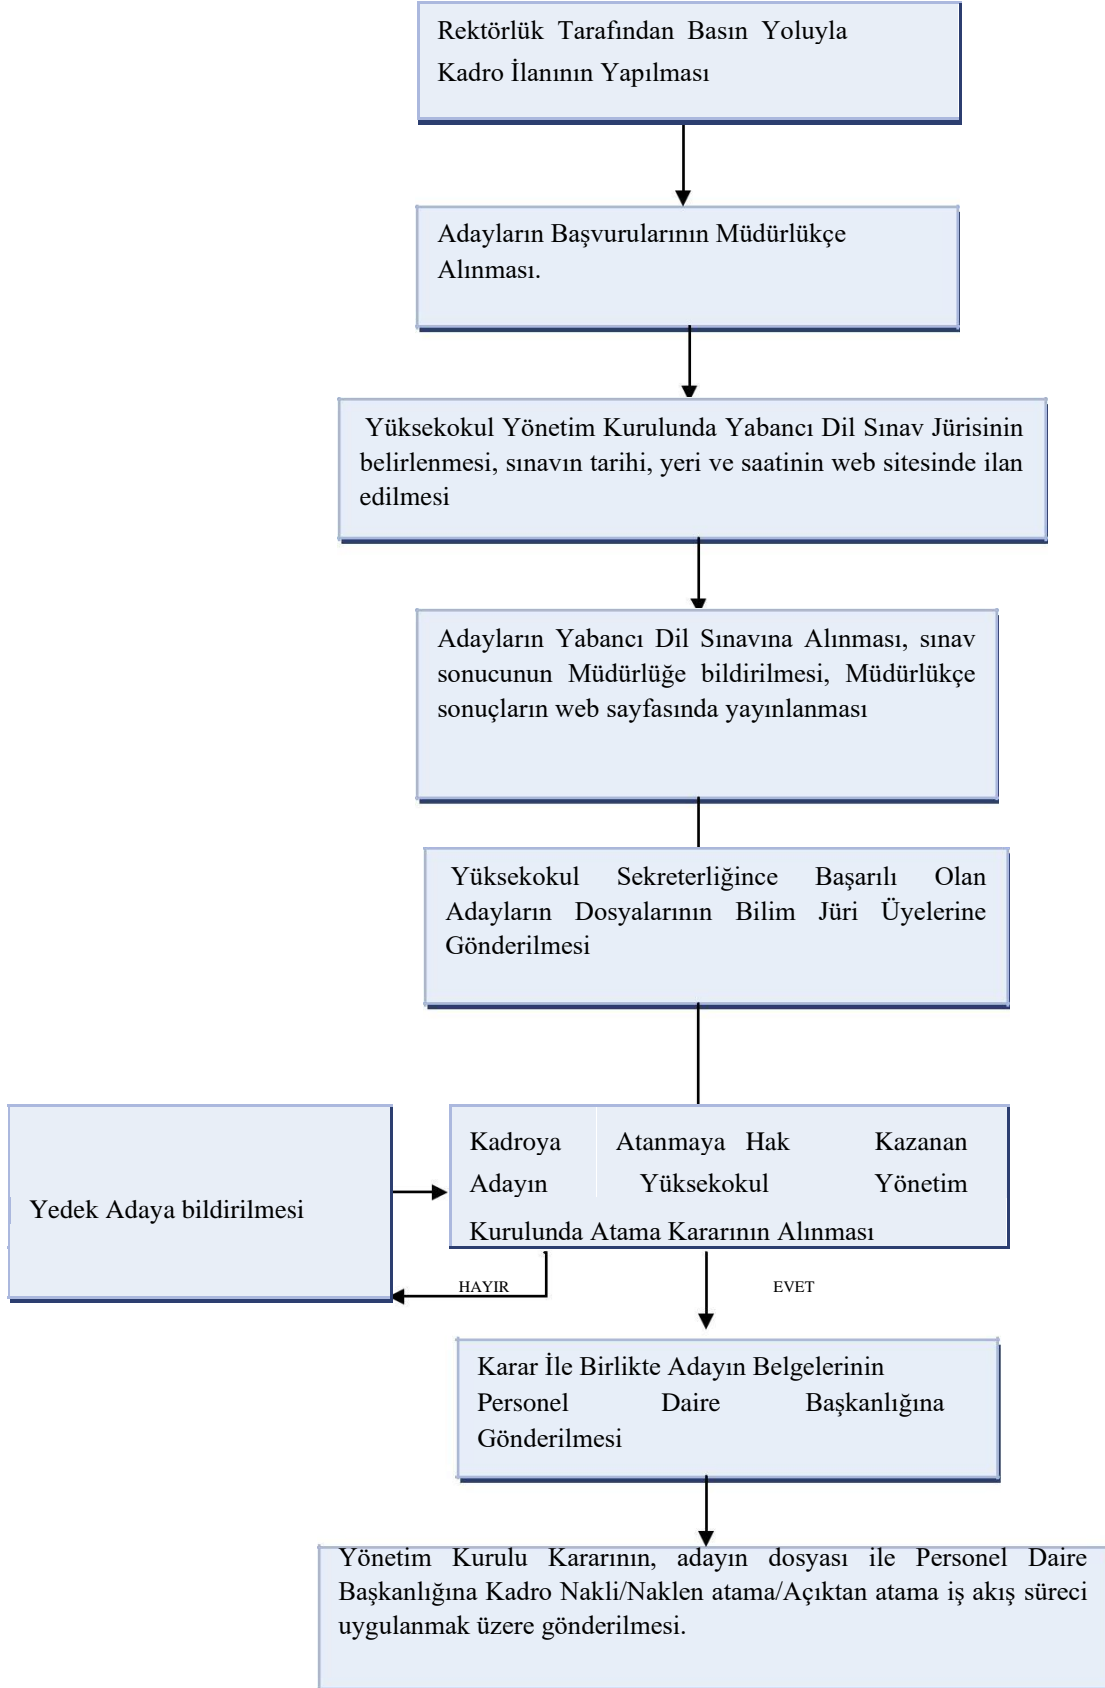 Rektörlük Tarafından Basın Yoluyla
Kadro İlanının Yapılması
Adayların Başvurularının Müdürlükçe
Alınması.
Yüksekokul Yönetim Kurulunda Yabancı Dil Sınav Jürisinin
belirlenmesi, sınavın tarihi, yeri ve saatinin web sitesinde ilan
edilmesi
Adayların Yabancı Dil Sınavına Alınması, sınav
sonucunun Müdürlüğe bildirilmesi, Müdürlükçe
sonuçların web sayfasında yayınlanması
Yüksekokul Sekreterliğince Başarılı Olan
Adayların Dosyalarının Bilim Jüri Üyelerine
Gönderilmesi
Kadroya Atanmaya Hak Kazanan
Adayın Yüksekokul Yönetim
Kurulunda Atama Kararının Alınması
Yedek Adaya bildirilmesi
HAYIR
EVET
Karar İle Birlikte Adayın Belgelerinin
Personel Daire Başkanlığına
Gönderilmesi
Yönetim Kurulu Kararının, adayın dosyası ile Personel Daire
Başkanlığına Kadro Nakli/Naklen atama/Açıktan atama iş akış süreci
uygulanmak üzere gönderilmesi.